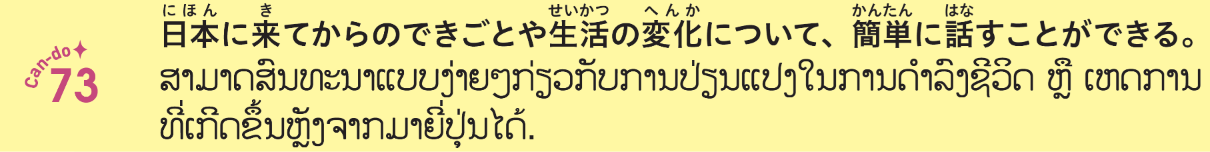 にほん き せいかつ へんか かんたん はな
日本に来てからのできごとや生活の変化について、簡単に話すことができる。
Can-do
73
ສາມາດສົນທະນາແບບງ່າຍໆກ່ຽວກັບການປ່ຽນແປງໃນການດຳລົງຊີວິດ ຫຼື ເຫດການ
ທີ່ເກີດຂຶ້ນຫຼັງຈາກມາຍີ່ປຸ່ນໄດ້.